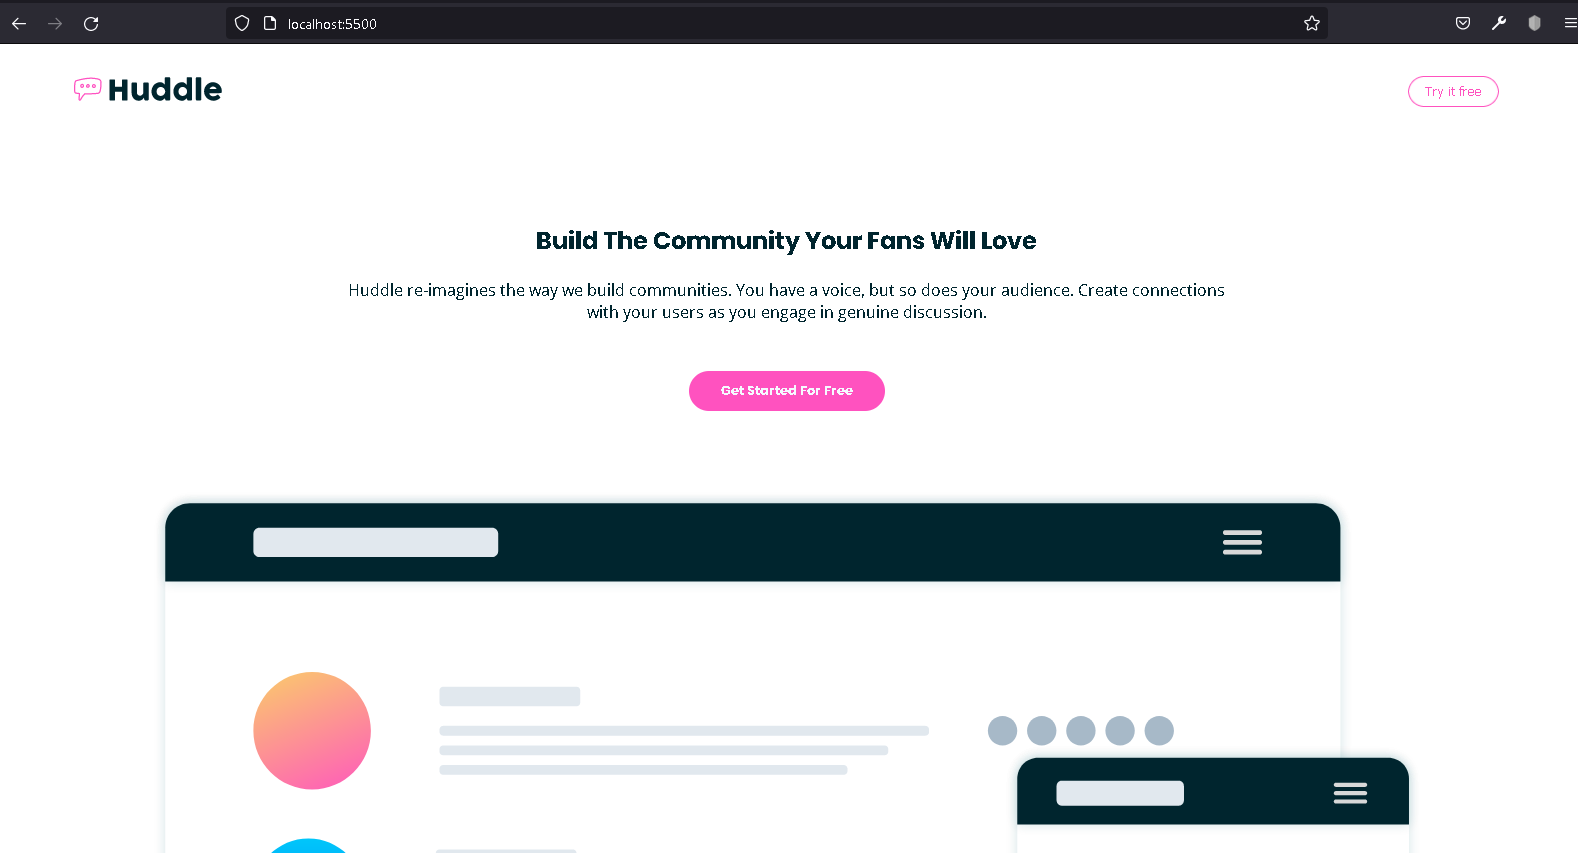 localhost:5500
Huddle
Try it free
Build The Community Your Fans Will Love
Huddle re-imagines the way we build communities. You have a voice, but so does your audience. Create connections
with your users as you engage in genuine discussion.
Get Started For Free